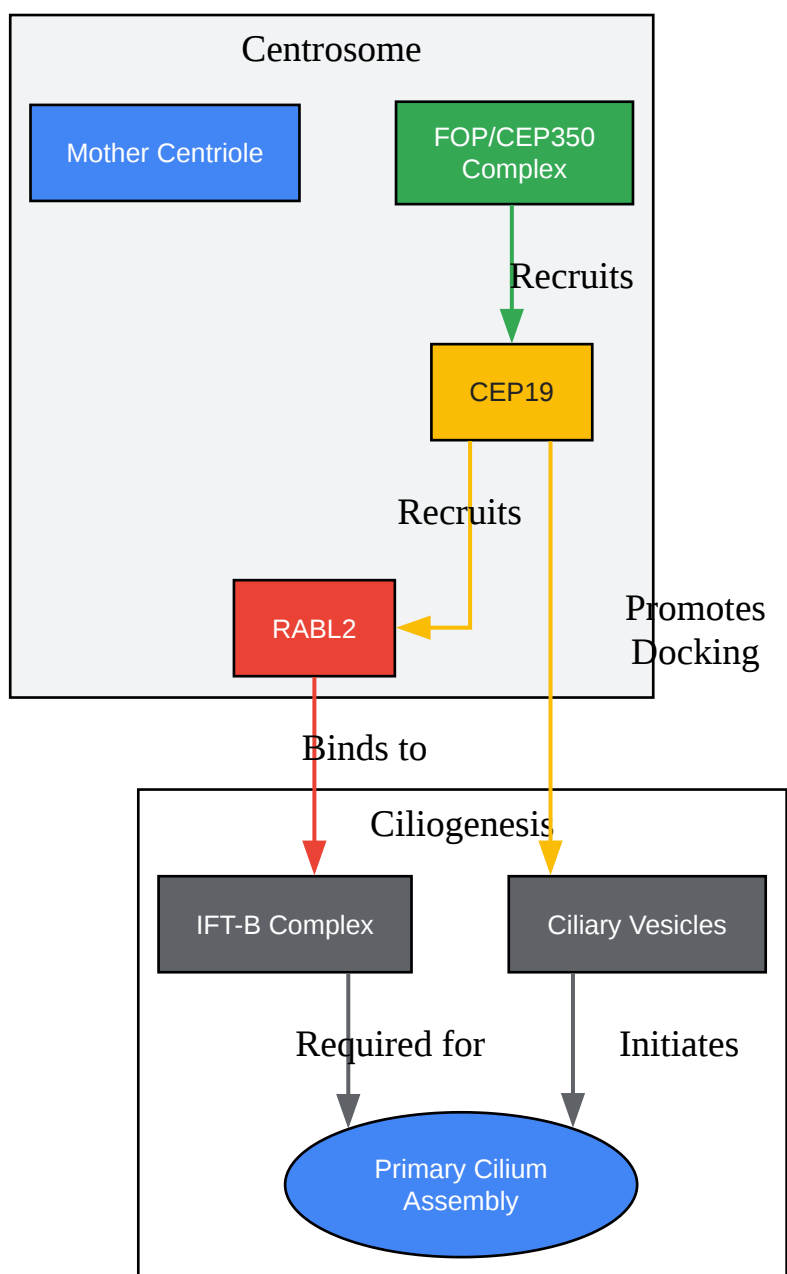 Centrosome
Mother Centriole
FOP/CEP350
Complex
Recruits
CEP19
Recruits
RABL2
Promotes
Docking
Binds to
Ciliogenesis
IFT-B Complex
Ciliary Vesicles
Required for
Initiates
Primary Cilium
Assembly